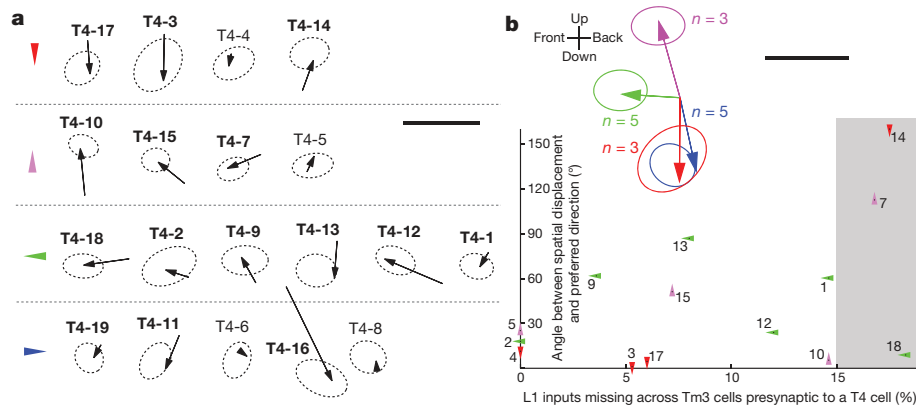 a
T4-17 T4-3 T4-4 T4-14
T4-10 T4-15 T4-7 T4-5
T4-18 T4-2 T4-9 T4-13 T4-12 T4-1
T4-19 T4-11 T4-6 T4-16 T4-8
b
Up
Front Back
Down
n = 3
n = 5
n = 5
n = 3
Angle between spatial displacement
and preferred direction (°)
150
120
90
60
30
0
14
7
13
9
15
1
5
2
4
12
3
17
10
18
0 5 10 15
L1 inputs missing across Tm3 cells presynaptic to a T4 cell (%)